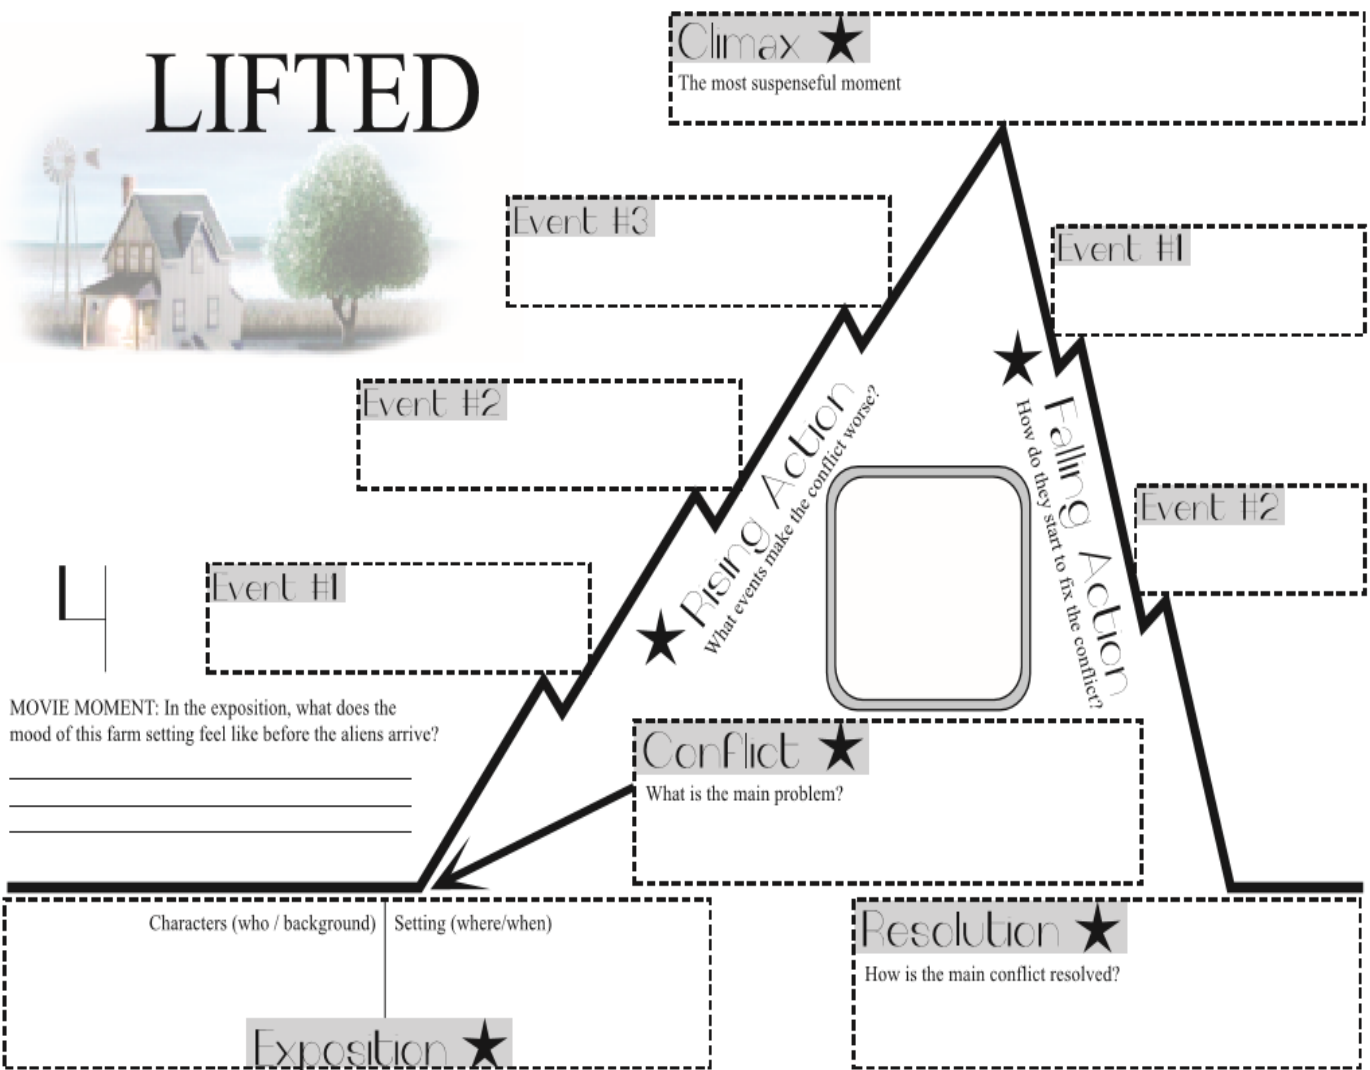 LIFTED
Climax
The most suspenseful moment
Event #3
Event #1
Event #2
Rising Action
What events make the conflict worse?
Falling Action
How do they start to fix the conflict?
Event #2
Event #1
4
MOVIE MOMENT: In the exposition, what does the
mood of this farm setting feel like before the aliens arrive?
Conflict
What is the main problem?
Characters (who / background)
Setting (where/when)
Exposition
Resolution
How is the main conflict resolved?